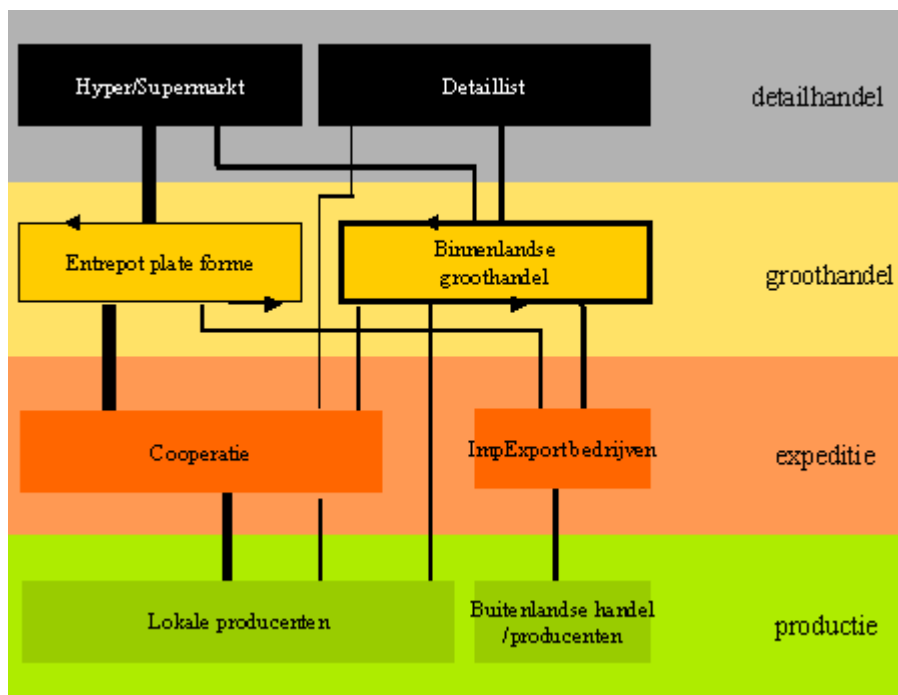 Hyper/Supermarkt
Detaillist
detailhandel
Entrepot plate forme
Binnenlandse
groothandel
groothandel
Cooperatie
ImpExportbedrijven
expeditie
Lokale producenten
Buitenlandse handel
/producenten
productie